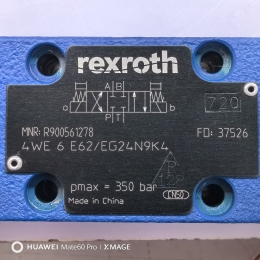 rexroth
A B
a b
P T
720
MNR: R900561278
FD: 37526
4WE 6 E62/EG24N9K4
pmax = 350 bar
Made in China
CN60
HUAWEI Mate60 Pro | XMAGE